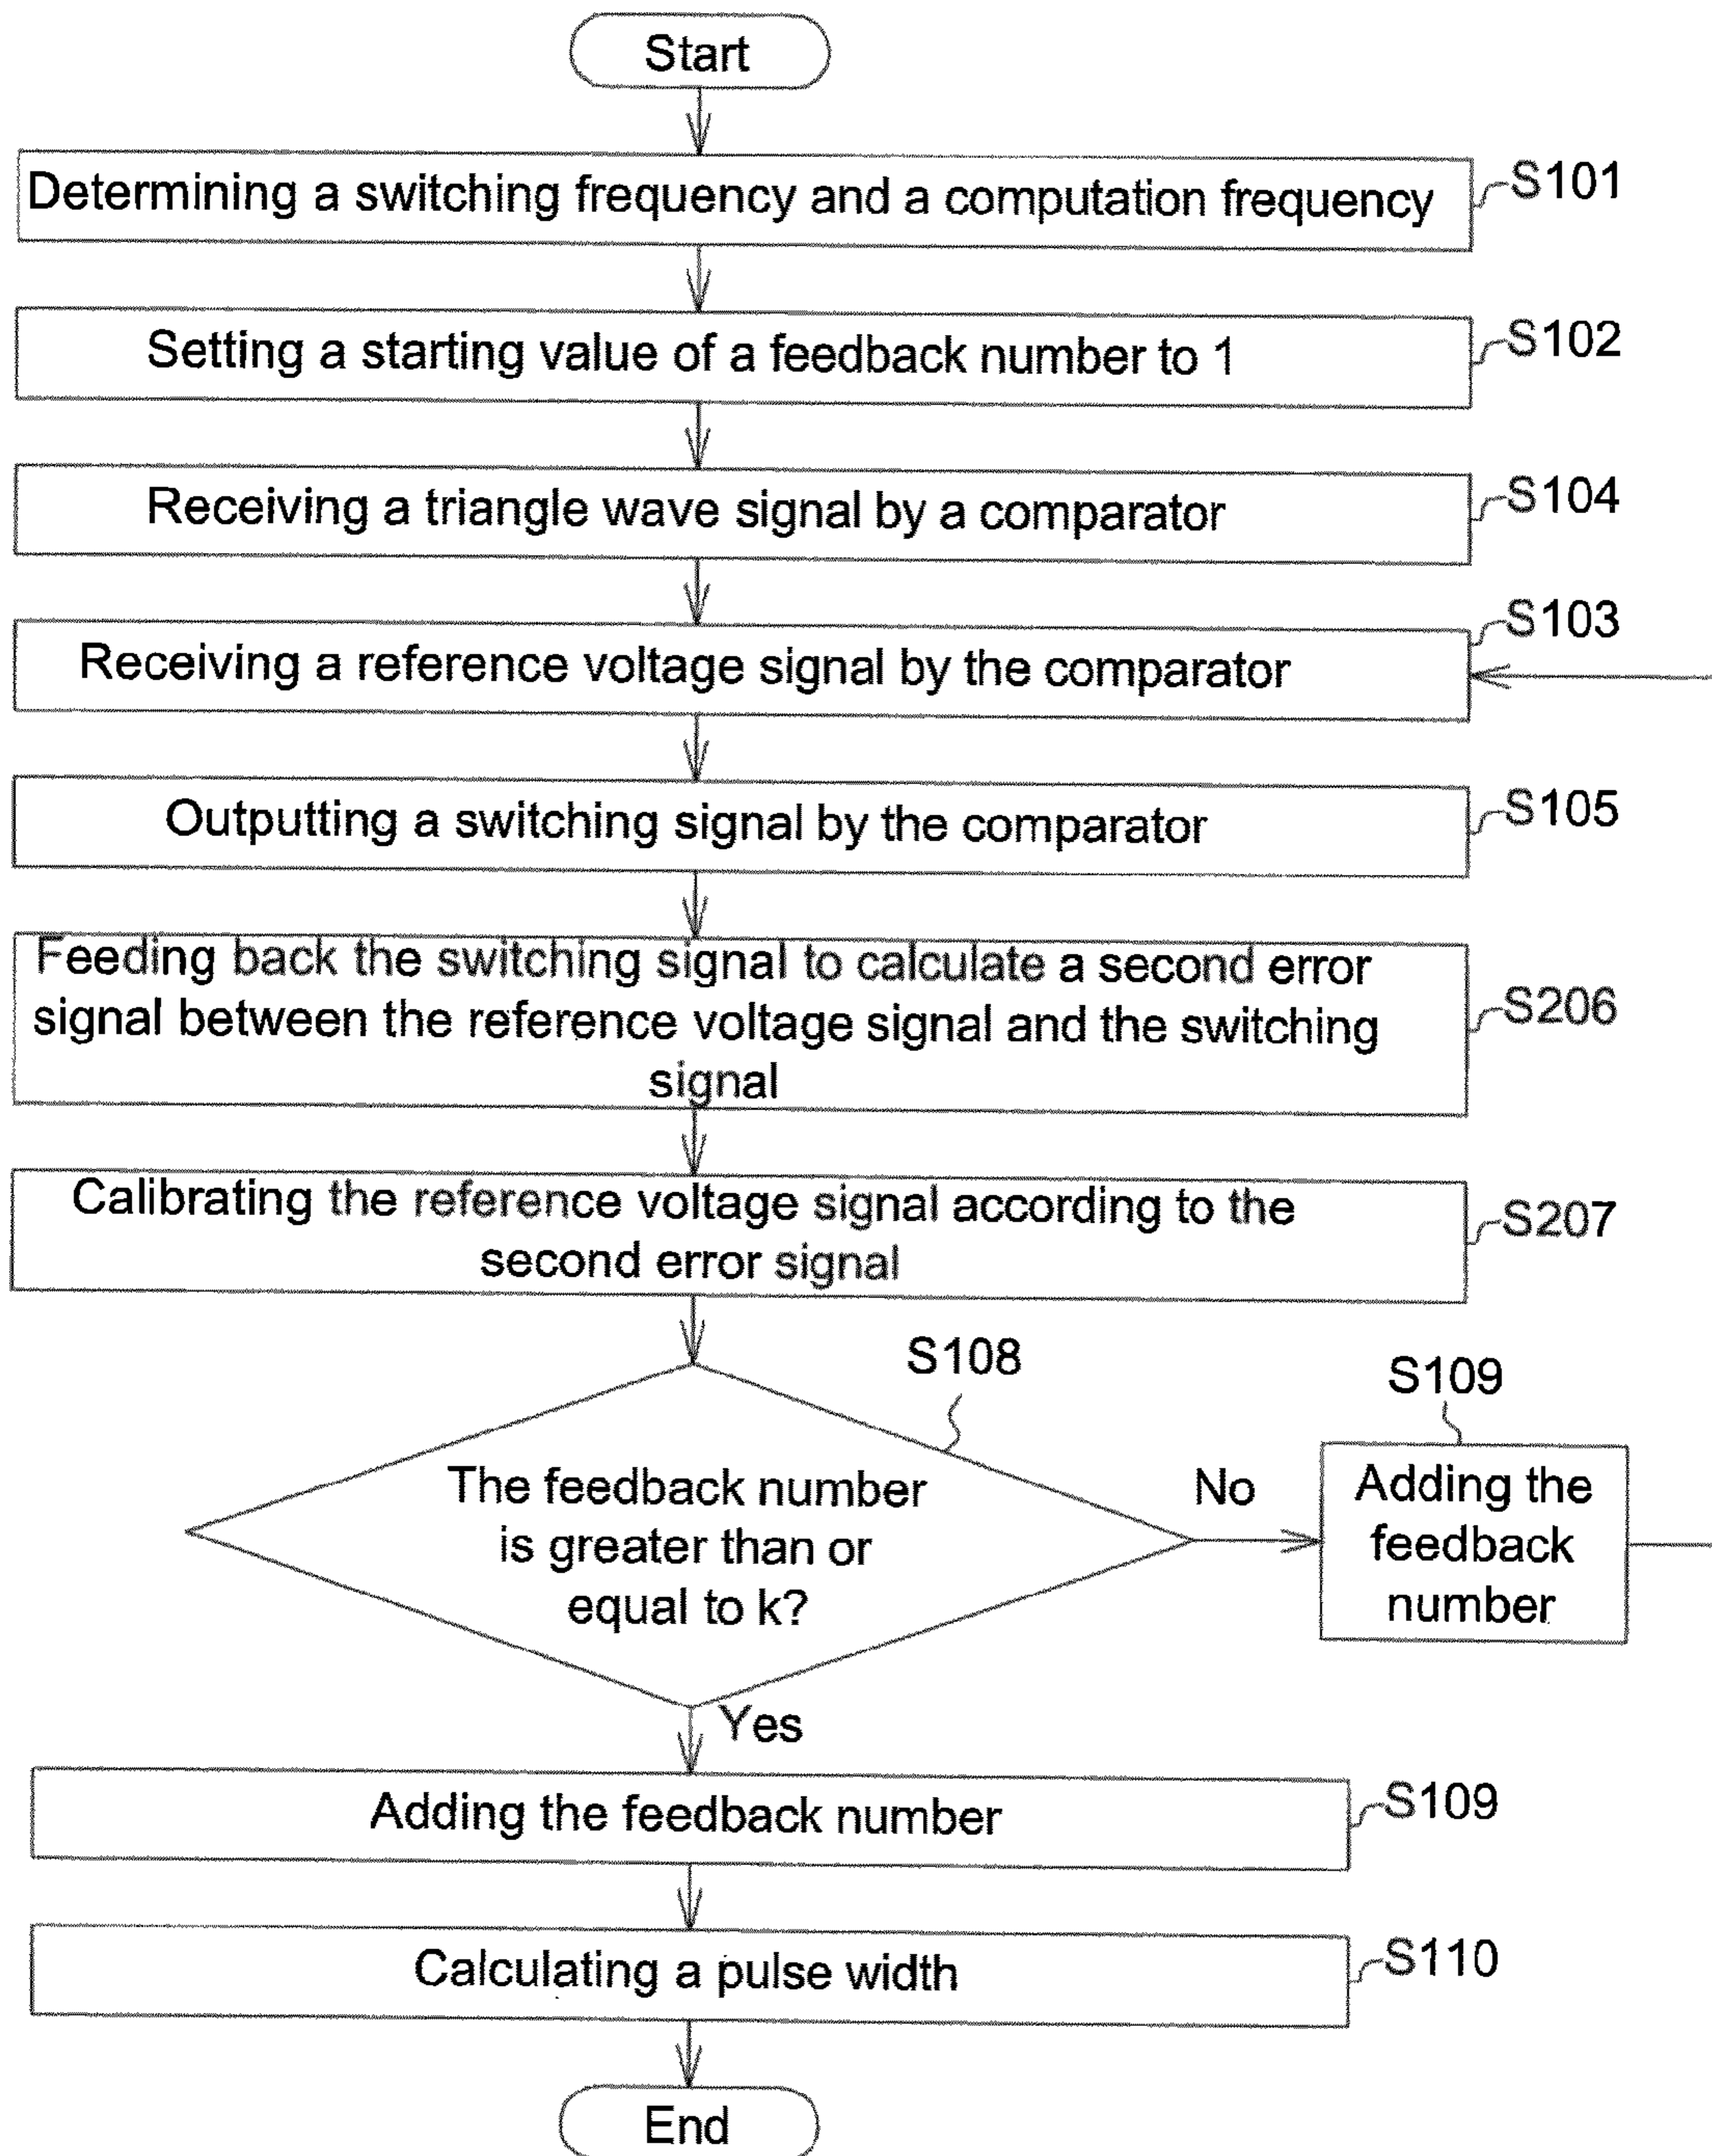 Start
Determining a switching frequency and a computation frequency
S101
Setting a starting value of a feedback number to 1
S102
Receiving a triangle wave signal by a comparator
S104
Receiving a reference voltage signal by the comparator
S103
Outputting a switching signal by the comparator
S105
Feeding back the switching signal to calculate a second error
signal between the reference voltage signal and the switching
signal
S206
Calibrating the reference voltage signal according to the
second error signal
S207
S108
The feedback number
is greater than or
equal to k?
No
S109
Adding the
feedback
number
Yes
Adding the feedback number
S109
Calculating a pulse width
S110
End